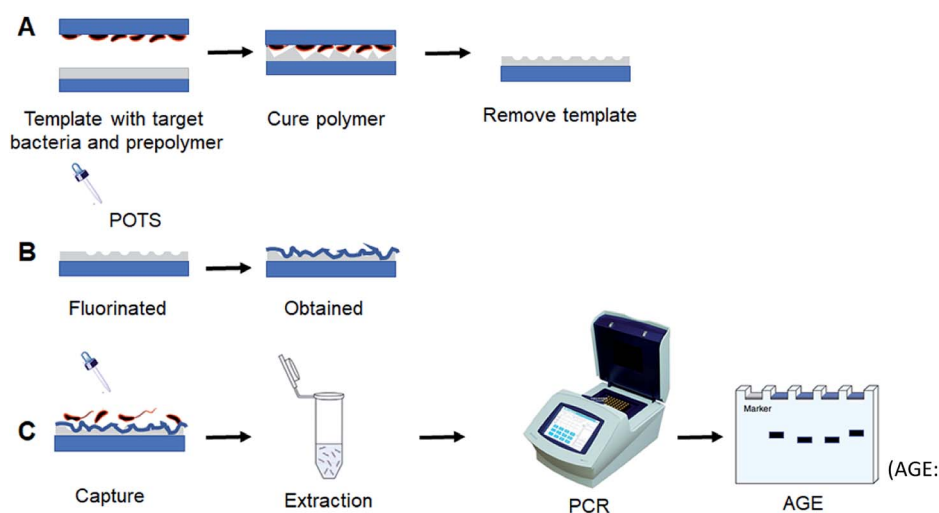 A
Template with target
bacteria and prepolymer
Cure polymer
Remove template
POTS
B
Fluorinated
Obtained
C
Capture
Extraction
PCR
Marker
AGE
(AGE: